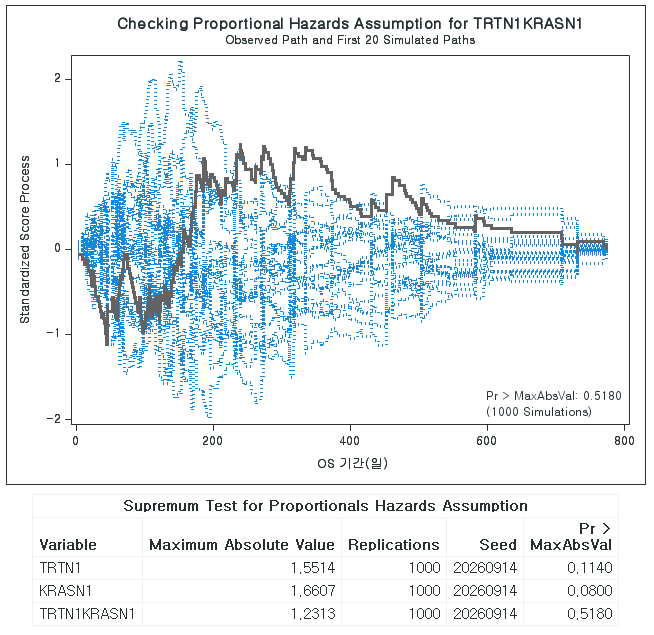 Checking Proportional Hazards Assumption for TRTN1KRASN1
Observed Path and First 20 Simulated Paths
Standardized Score Process
2
1
0
-1
-2
Pr > MaxAbsVal: 0.5180
(1000 Simulations)
0 200 400 600 800
OS 기간(일)
Supremum Test for Proportionals Hazards Assumption
Variable Maximum Absolute Value Replications Seed Pr > MaxAbsVal
TRTN1 1.5514 1000 20260914 0.1140
KRASN1 1.6607 1000 20260914 0.0800
TRTN1KRASN1 1.2313 1000 20260914 0.5180